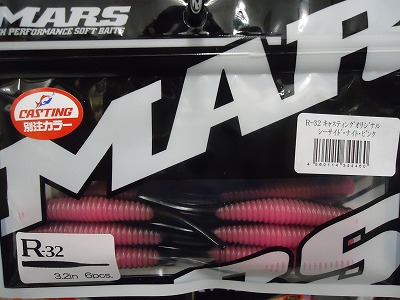 MARS
HIGH PERFORMANCE SOFT BAITS
MARS
CASTING
別注カラー
R-32 キャスティングオリジナル
シーサイド・ナイト・ピンク
R-32
3.2in 6pcs.